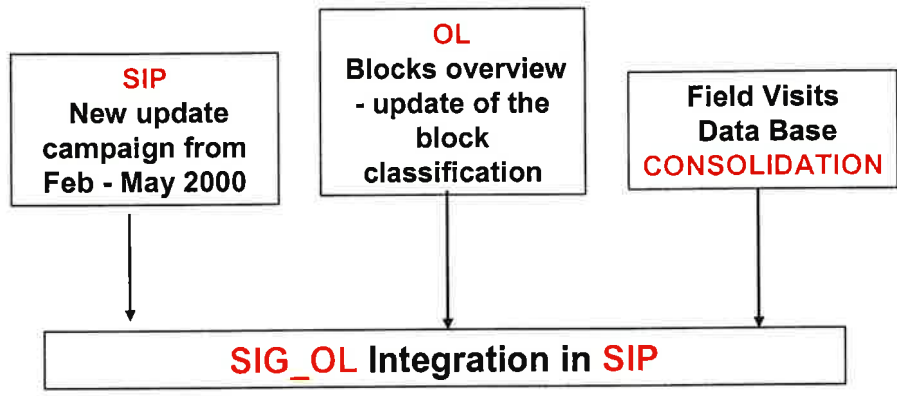 SIP
New update
campaign from
Feb - May 2000
OL
Blocks overview
- update of the
block
classification
Field Visits
Data Base
CONSOLIDATION
SIG_OL Integration in SIP